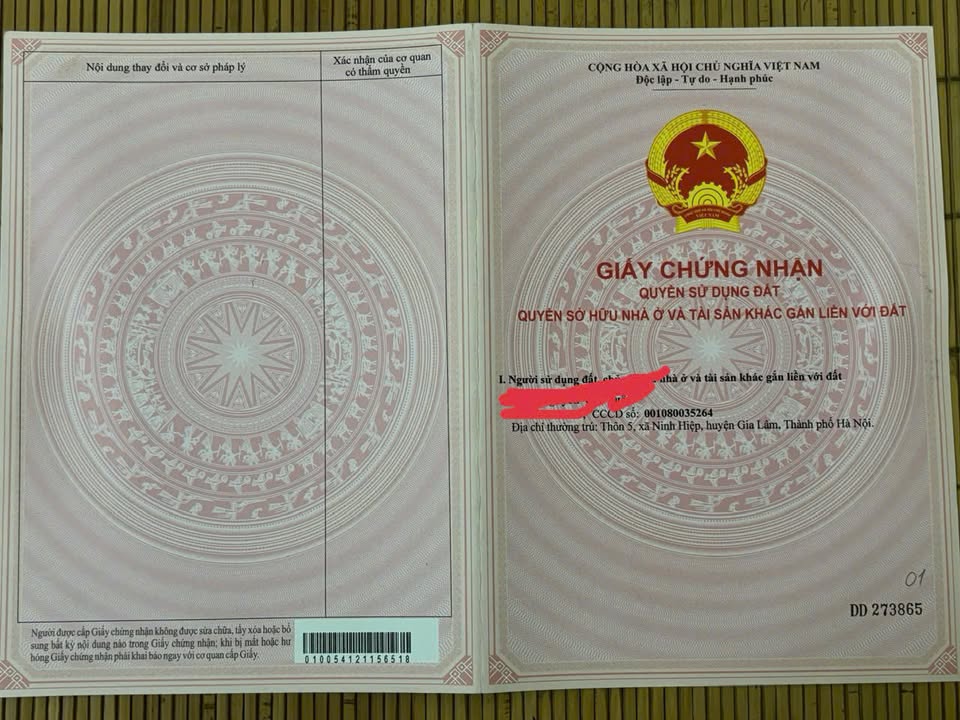 Nội dung thay đổi và cơ sở pháp lý
Xác nhận của cơ quan
có thẩm quyền
Người được cấp Giấy chứng nhận không được sửa chữa, tẩy xóa hoặc bổ
sung bất kỳ nội dung nào trong Giấy chứng nhận; khi bị mất hoặc hư
hỏng Giấy chứng nhận phải khai báo ngay với cơ quan cấp Giấy.
010054121156518
CỘNG HÒA XÃ HỘI CHỦ NGHĨA VIỆT NAM
Độc lập - Tự do - Hạnh phúc
VIỆT NAM
GIẤY CHỨNG NHẬN
QUYỀN SỬ DỤNG ĐẤT
QUYỀN SỞ HỮU NHÀ Ở VÀ TÀI SẢN KHÁC GẮN LIỀN VỚI ĐẤT
I. Người sử dụng đất, nhà ở và tài sản khác gắn liền với đất
CCCD số: 001080035264
Địa chỉ thường trú: Thôn 5, xã Ninh Hiệp, huyện Gia Lâm, Thành phố Hà Nội.
01
DD 273865